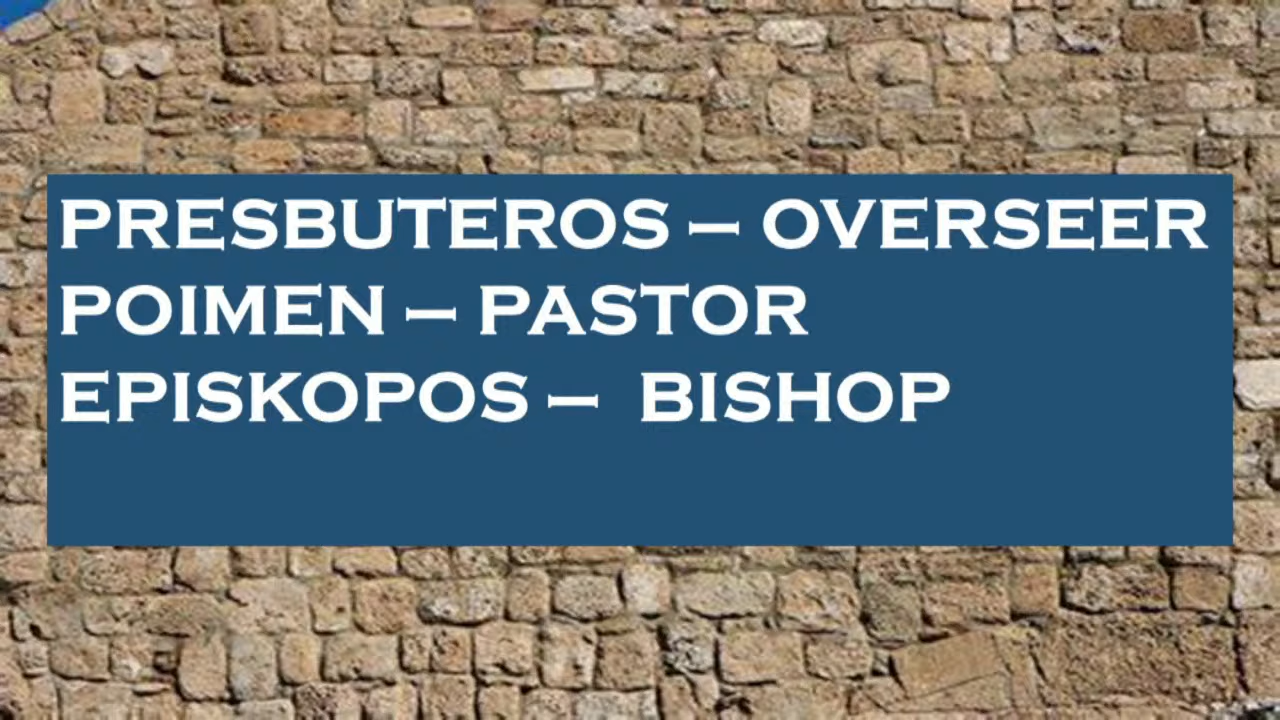 PRESBUTEROS – OVERSEER
POIMEN – PASTOR
EPISKOPOS – BISHOP